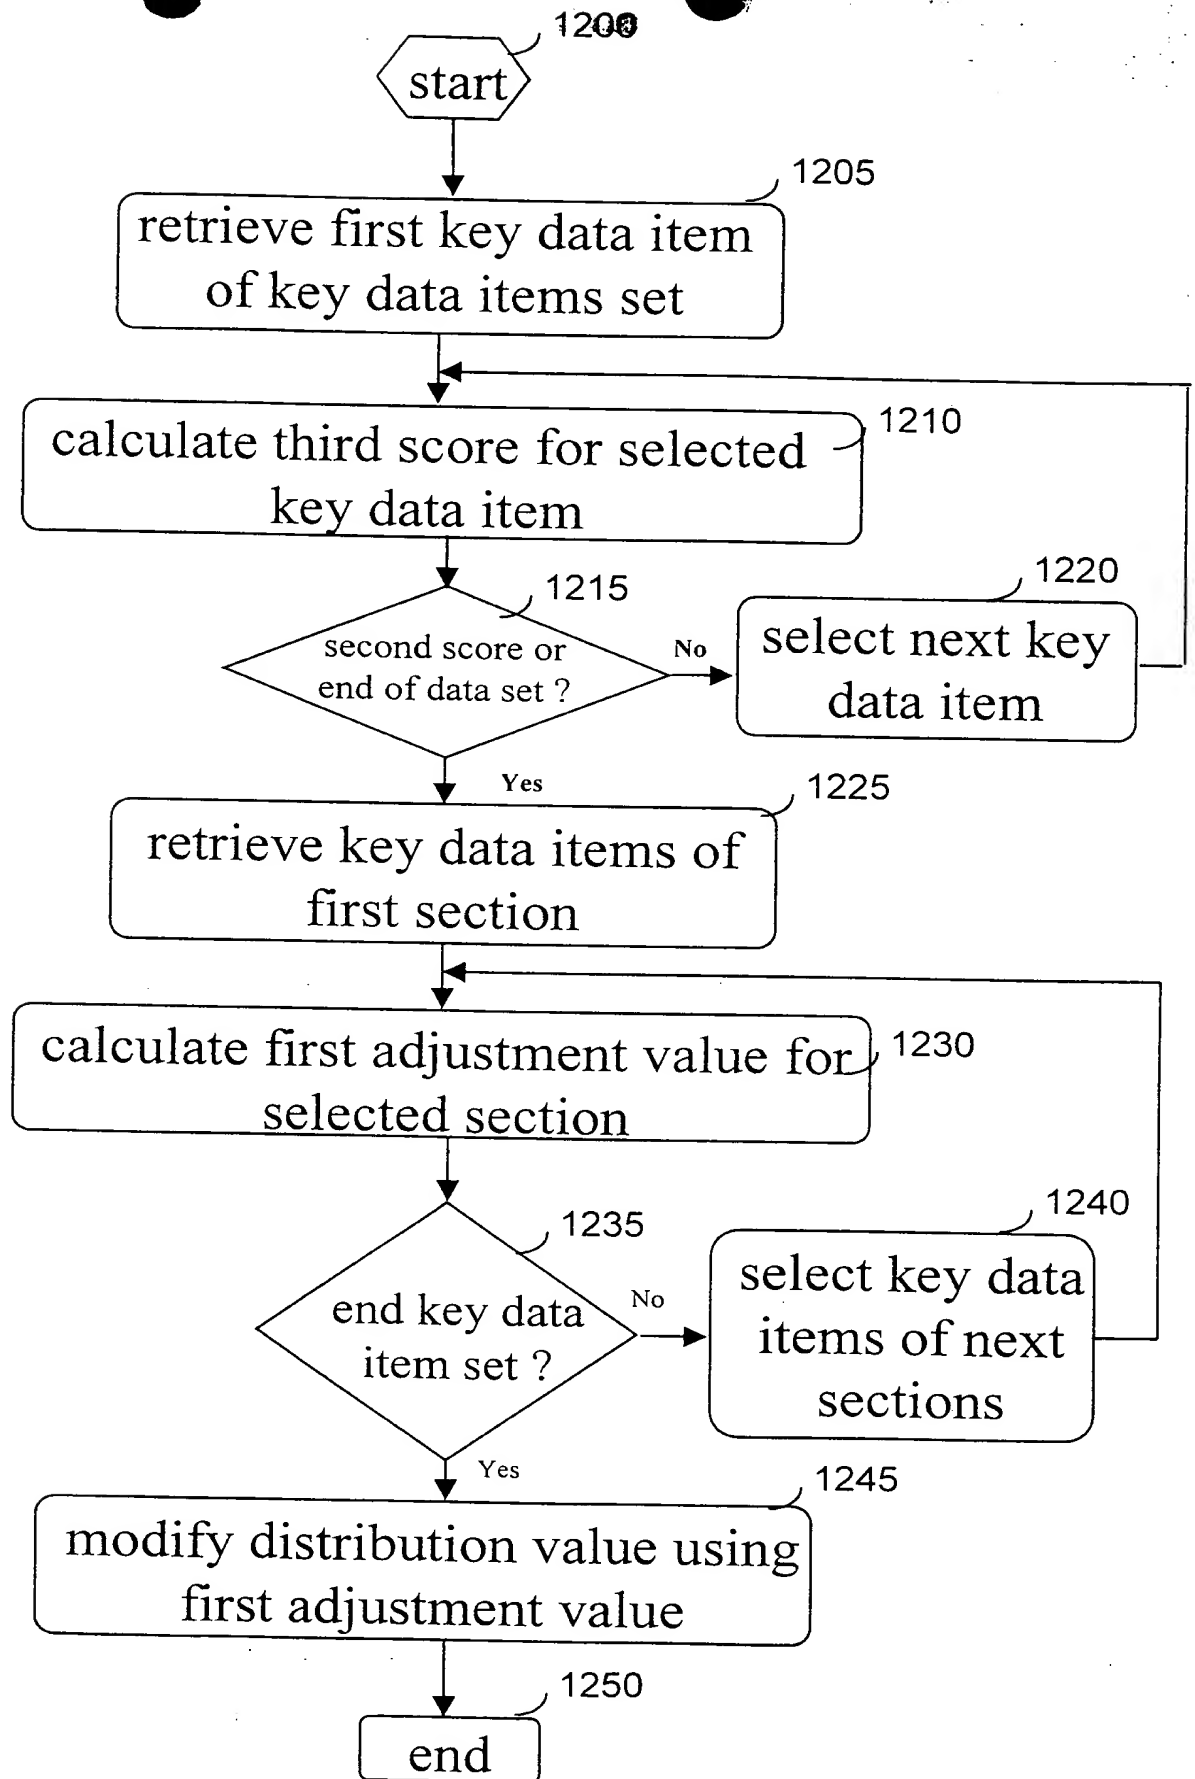 1200
start
1205
retrieve first key data item
of key data items set
1210
calculate third score for selected
key data item
1215
second score or
end of data set ?
No
1220
select next key
data item
Yes
1225
retrieve key data items of
first section
1230
calculate first adjustment value for
selected section
1235
end key data
item set ?
No
1240
select key data
items of next
sections
Yes
1245
modify distribution value using
first adjustment value
1250
end